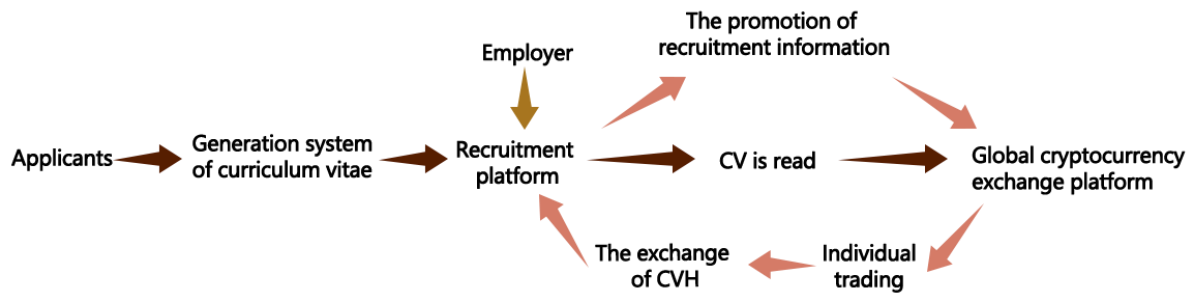 The promotion of
recruitment information
Employer
Applicants
Generation system
of curriculum vitae
Recruitment
platform
CV is read
Global cryptocurrency
exchange platform
The exchange
of CVH
Individual
trading